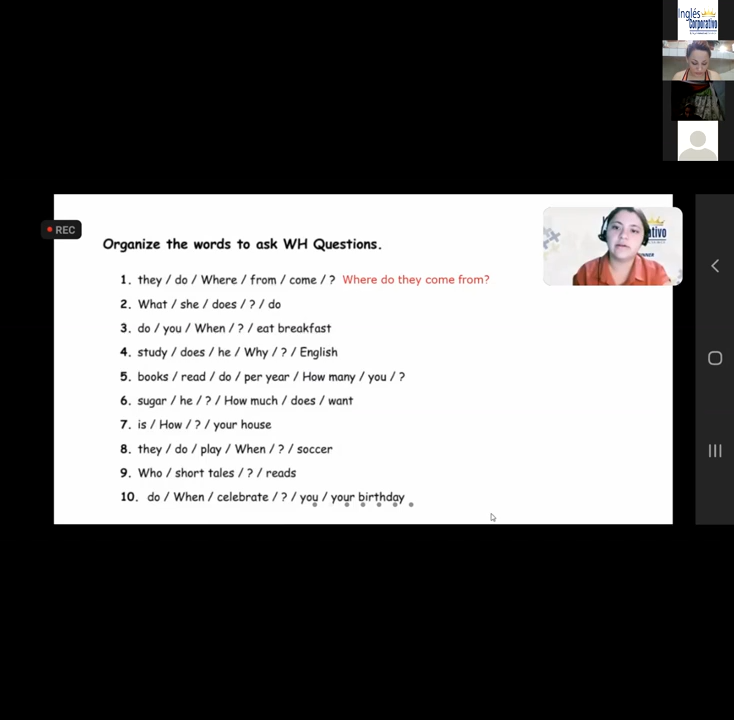 Inglés
Corporativo
REC
Organize the words to ask WH Questions.
1. they / do / Where / from / come / ? Where do they come from?
2. What / she / does / ? / do
3. do / you / When / ? / eat breakfast
4. study / does / he / Why / ? / English
5. books / read / do / per year / How many / you / ?
6. sugar / he / ? / How much / does / want
7. is / How / ? / your house
8. they / do / play / When / ? / soccer
9. Who / short tales / ? / reads
10. do / When / celebrate / ? / you / your birthday